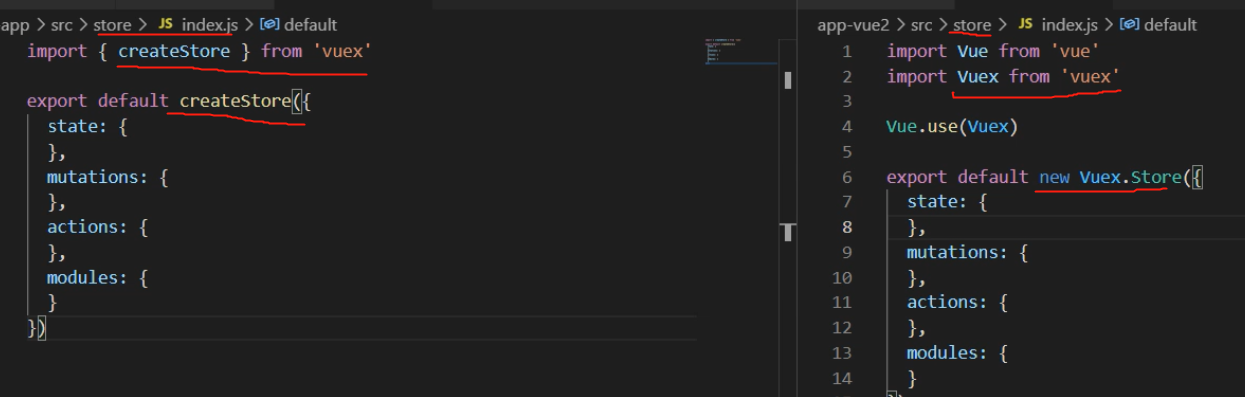 app > src > store > JS index.js > default
import { createStore } from 'vuex'
export default createStore({
state: {
},
mutations: {
},
actions: {
},
modules: {
}
})
app-vue2 > src > store > JS index.js > default
1 import Vue from 'vue'
2 import Vuex from 'vuex'
3
4 Vue.use(Vuex)
5
6 export default new Vuex.Store({
7 state: {
8 },
9 mutations: {
10 },
11 actions: {
12 },
13 modules: {
14 }